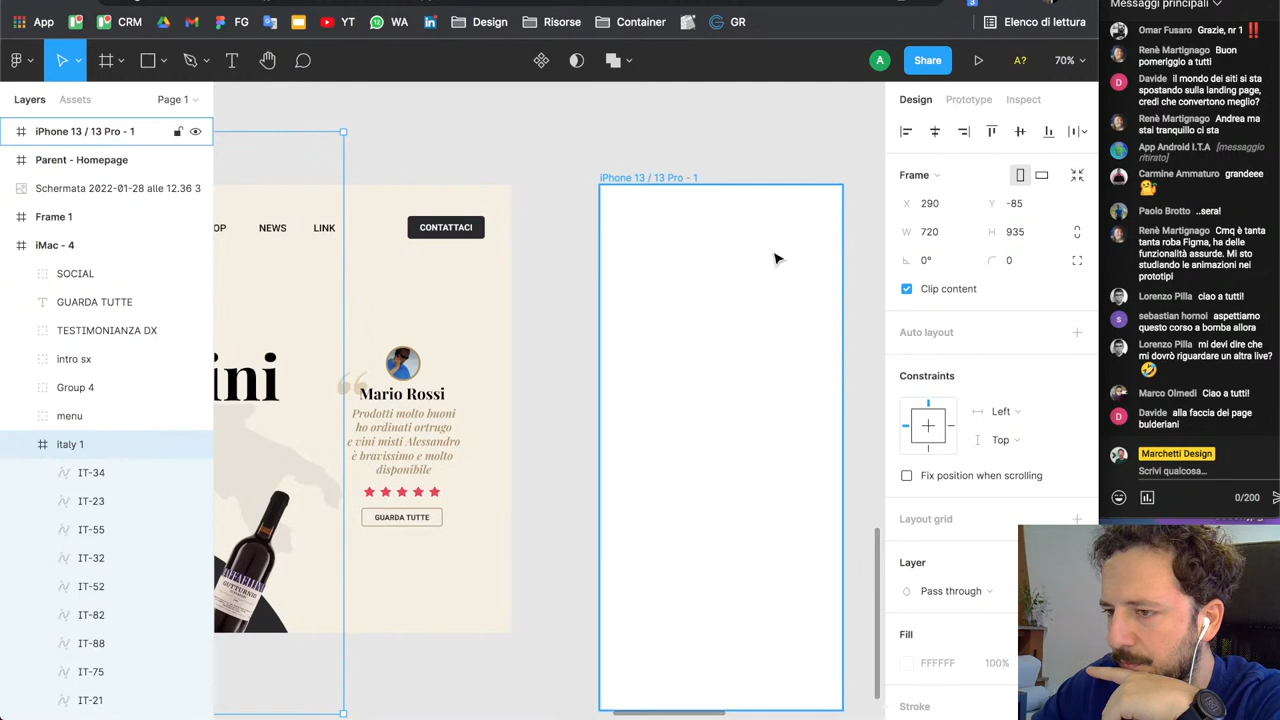 App
CRM
FG
YT
WA
Design
Risorse
Container
GR
Elenco di lettura
3
Messaggi principali
A
Share
A?
70%
Layers
Assets
Page 1
iPhone 13 / 13 Pro - 1
Parent - Homepage
Schermata 2022-01-28 alle 12.36 3
Frame 1
iMac - 4
SOCIAL
GUARDA TUTTE
TESTIMONIANZA DX
intro sx
Group 4
menu
italy 1
IT-34
IT-23
IT-55
IT-32
IT-52
IT-82
IT-88
IT-75
IT-21
OP
NEWS
LINK
CONTATTACI
ini
Mario Rossi
Prodotti molto buoni
ho ordinati ortrugo
e vini misti Alessandro
è bravissimo e molto
disponibile
GUARDA TUTTE
RAFFAELLINI
GUTTURNIO
iPhone 13 / 13 Pro - 1
Design
Prototype
Inspect
Frame
X 290
Y -85
W 720
H 935
0°
0
Clip content
Auto layout
Constraints
Left
Top
Fix position when scrolling
Layout grid
Layer
Pass through
Fill
FFFFFF 100%
Stroke
Omar Fusaro Grazie, nr 1 ‼️
Renè Martignago Buon
pomeriggio a tutti
Davide il mondo dei siti si sta
spostando sulla landing page,
credi che convertono meglio?
Renè Martignago Andrea ma
stai tranquillo ci sta
App Android I.T.A [messaggio
ritirato]
Carmine Ammaturo grandeee
Paolo Brotto ..sera!
Renè Martignago Cmq è tanta
tanta roba Figma, ha delle
funzionalità assurde. Mi sto
studiando le animazioni nei
prototipi
Lorenzo Pilla ciao a tutti!
sebastian hornoi aspettiamo
questo corso a bomba allora
Lorenzo Pilla mi devi dire che
mi dovrò riguardare un altra live?
Marco Olmedi Ciao a tutti!
Davide alla faccia dei page
bulderiani
Marchetti Design
Scrivi qualcosa...
0/200